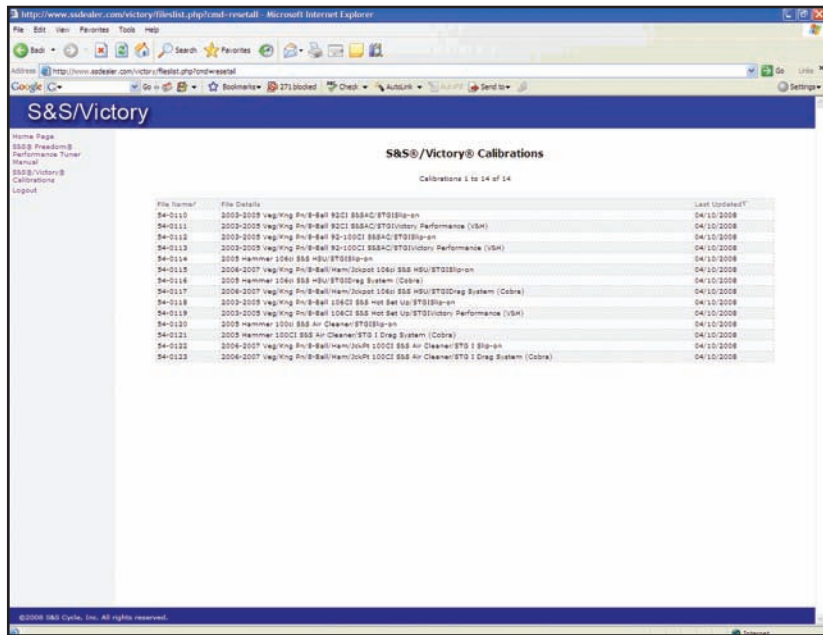 http://www.ssdealer.com/victory/fileslist.php?cmd=resetall - Microsoft Internet Explorer
File Edit View Favorites Tools Help
Back Search Favorites
Address http://www.ssdealer.com/victory/fileslist.php?cmd=resetall Go Links
Google Go Bookmarks 271 blocked Check AutoLink AutoFill Send to Settings
S&S/Victory
Home Page
S&S® Freedom®
Performance Tuner
Manual
S&S®/Victory®
Calibrations
Logout
S&S®/Victory® Calibrations
Calibrations 1 to 14 of 14
File Name File Details Last Updated
54-0110 2003-2005 Veg/Kng Pn/8-Ball 92CI S&SAC/STGISlip-on 04/10/2008
54-0111 2003-2005 Veg/Kng Pn/8-Ball 92CI S&SAC/STGIVictory Performance (VSH) 04/10/2008
54-0112 2003-2005 Veg/Kng Pn/8-Ball 92-100CI S&SAC/STGISlip-on 04/10/2008
54-0113 2003-2005 Veg/Kng Pn/8-Ball 92-100CI S&SAC/STGIVictory Performance (VSH) 04/10/2008
54-0114 2005 Hammer 106ci S&S HSU/STGISlip-on 04/10/2008
54-0115 2006-2007 Veg/Kng Pn/8-Ball/Ham/Jckpot 106ci S&S HSU/STGISlip-on 04/10/2008
54-0116 2005 Hammer 106ci S&S HSU/STGIDrag System (Cobra) 04/10/2008
54-0117 2006-2007 Veg/Kng Pn/8-Ball/Ham/Jckpot 106ci S&S HSU/STGIDrag System (Cobra) 04/10/2008
54-0118 2003-2005 Veg/Kng Pn/8-Ball 106CI S&S Hot Set Up/STGISlip-on 04/10/2008
54-0119 2003-2005 Veg/Kng Pn/8-Ball 106CI S&S Hot Set Up/STGIVictory Performance (VSH) 04/10/2008
54-0120 2005 Hammer 100ci S&S Air Cleaner/STGISlip-on 04/10/2008
54-0121 2005 Hammer 100CI S&S Air Cleaner/STG I Drag System (Cobra) 04/10/2008
54-0122 2006-2007 Veg/Kng Pn/8-Ball/Ham/JckPt 100CI S&S Air Cleaner/STG I Slip-on 04/10/2008
54-0123 2006-2007 Veg/Kng Pn/8-Ball/Ham/JckPt 100CI S&S Air Cleaner/STG I Drag System (Cobra) 04/10/2008
©2008 S&S Cycle, Inc. All rights reserved.
Internet